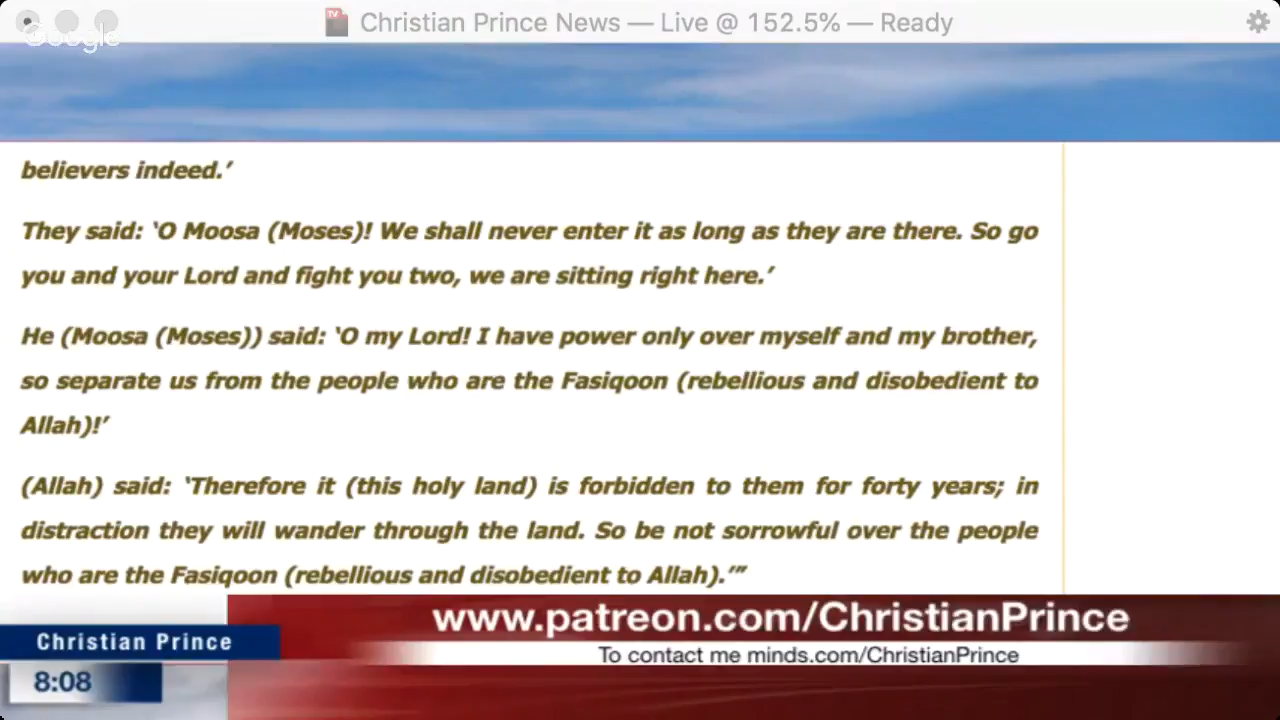 TV Christian Prince News — Live @ 152.5% — Ready
Google
believers indeed.’
They said: ‘O Moosa (Moses)! We shall never enter it as long as they are there. So go
you and your Lord and fight you two, we are sitting right here.’
He (Moosa (Moses)) said: ‘O my Lord! I have power only over myself and my brother,
so separate us from the people who are the Fasiqoon (rebellious and disobedient to
Allah)!’
(Allah) said: ‘Therefore it (this holy land) is forbidden to them for forty years; in
distraction they will wander through the land. So be not sorrowful over the people
who are the Fasiqoon (rebellious and disobedient to Allah).’”
www.patreon.com/ChristianPrince
Christian Prince
To contact me minds.com/ChristianPrince
8:08